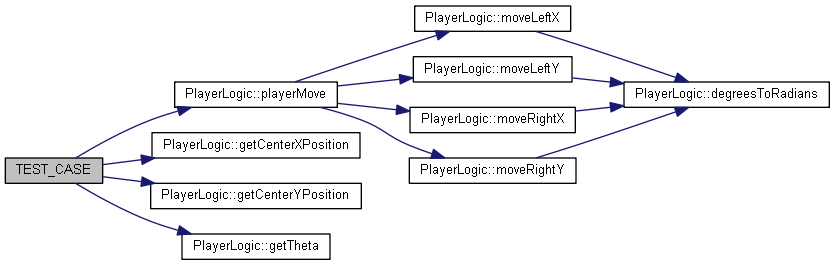 PlayerLogic::moveLeftX
PlayerLogic::moveLeftY
PlayerLogic::playerMove
PlayerLogic::degreesToRadians
PlayerLogic::moveRightX
PlayerLogic::getCenterXPosition
TEST_CASE
PlayerLogic::moveRightY
PlayerLogic::getCenterYPosition
PlayerLogic::getTheta